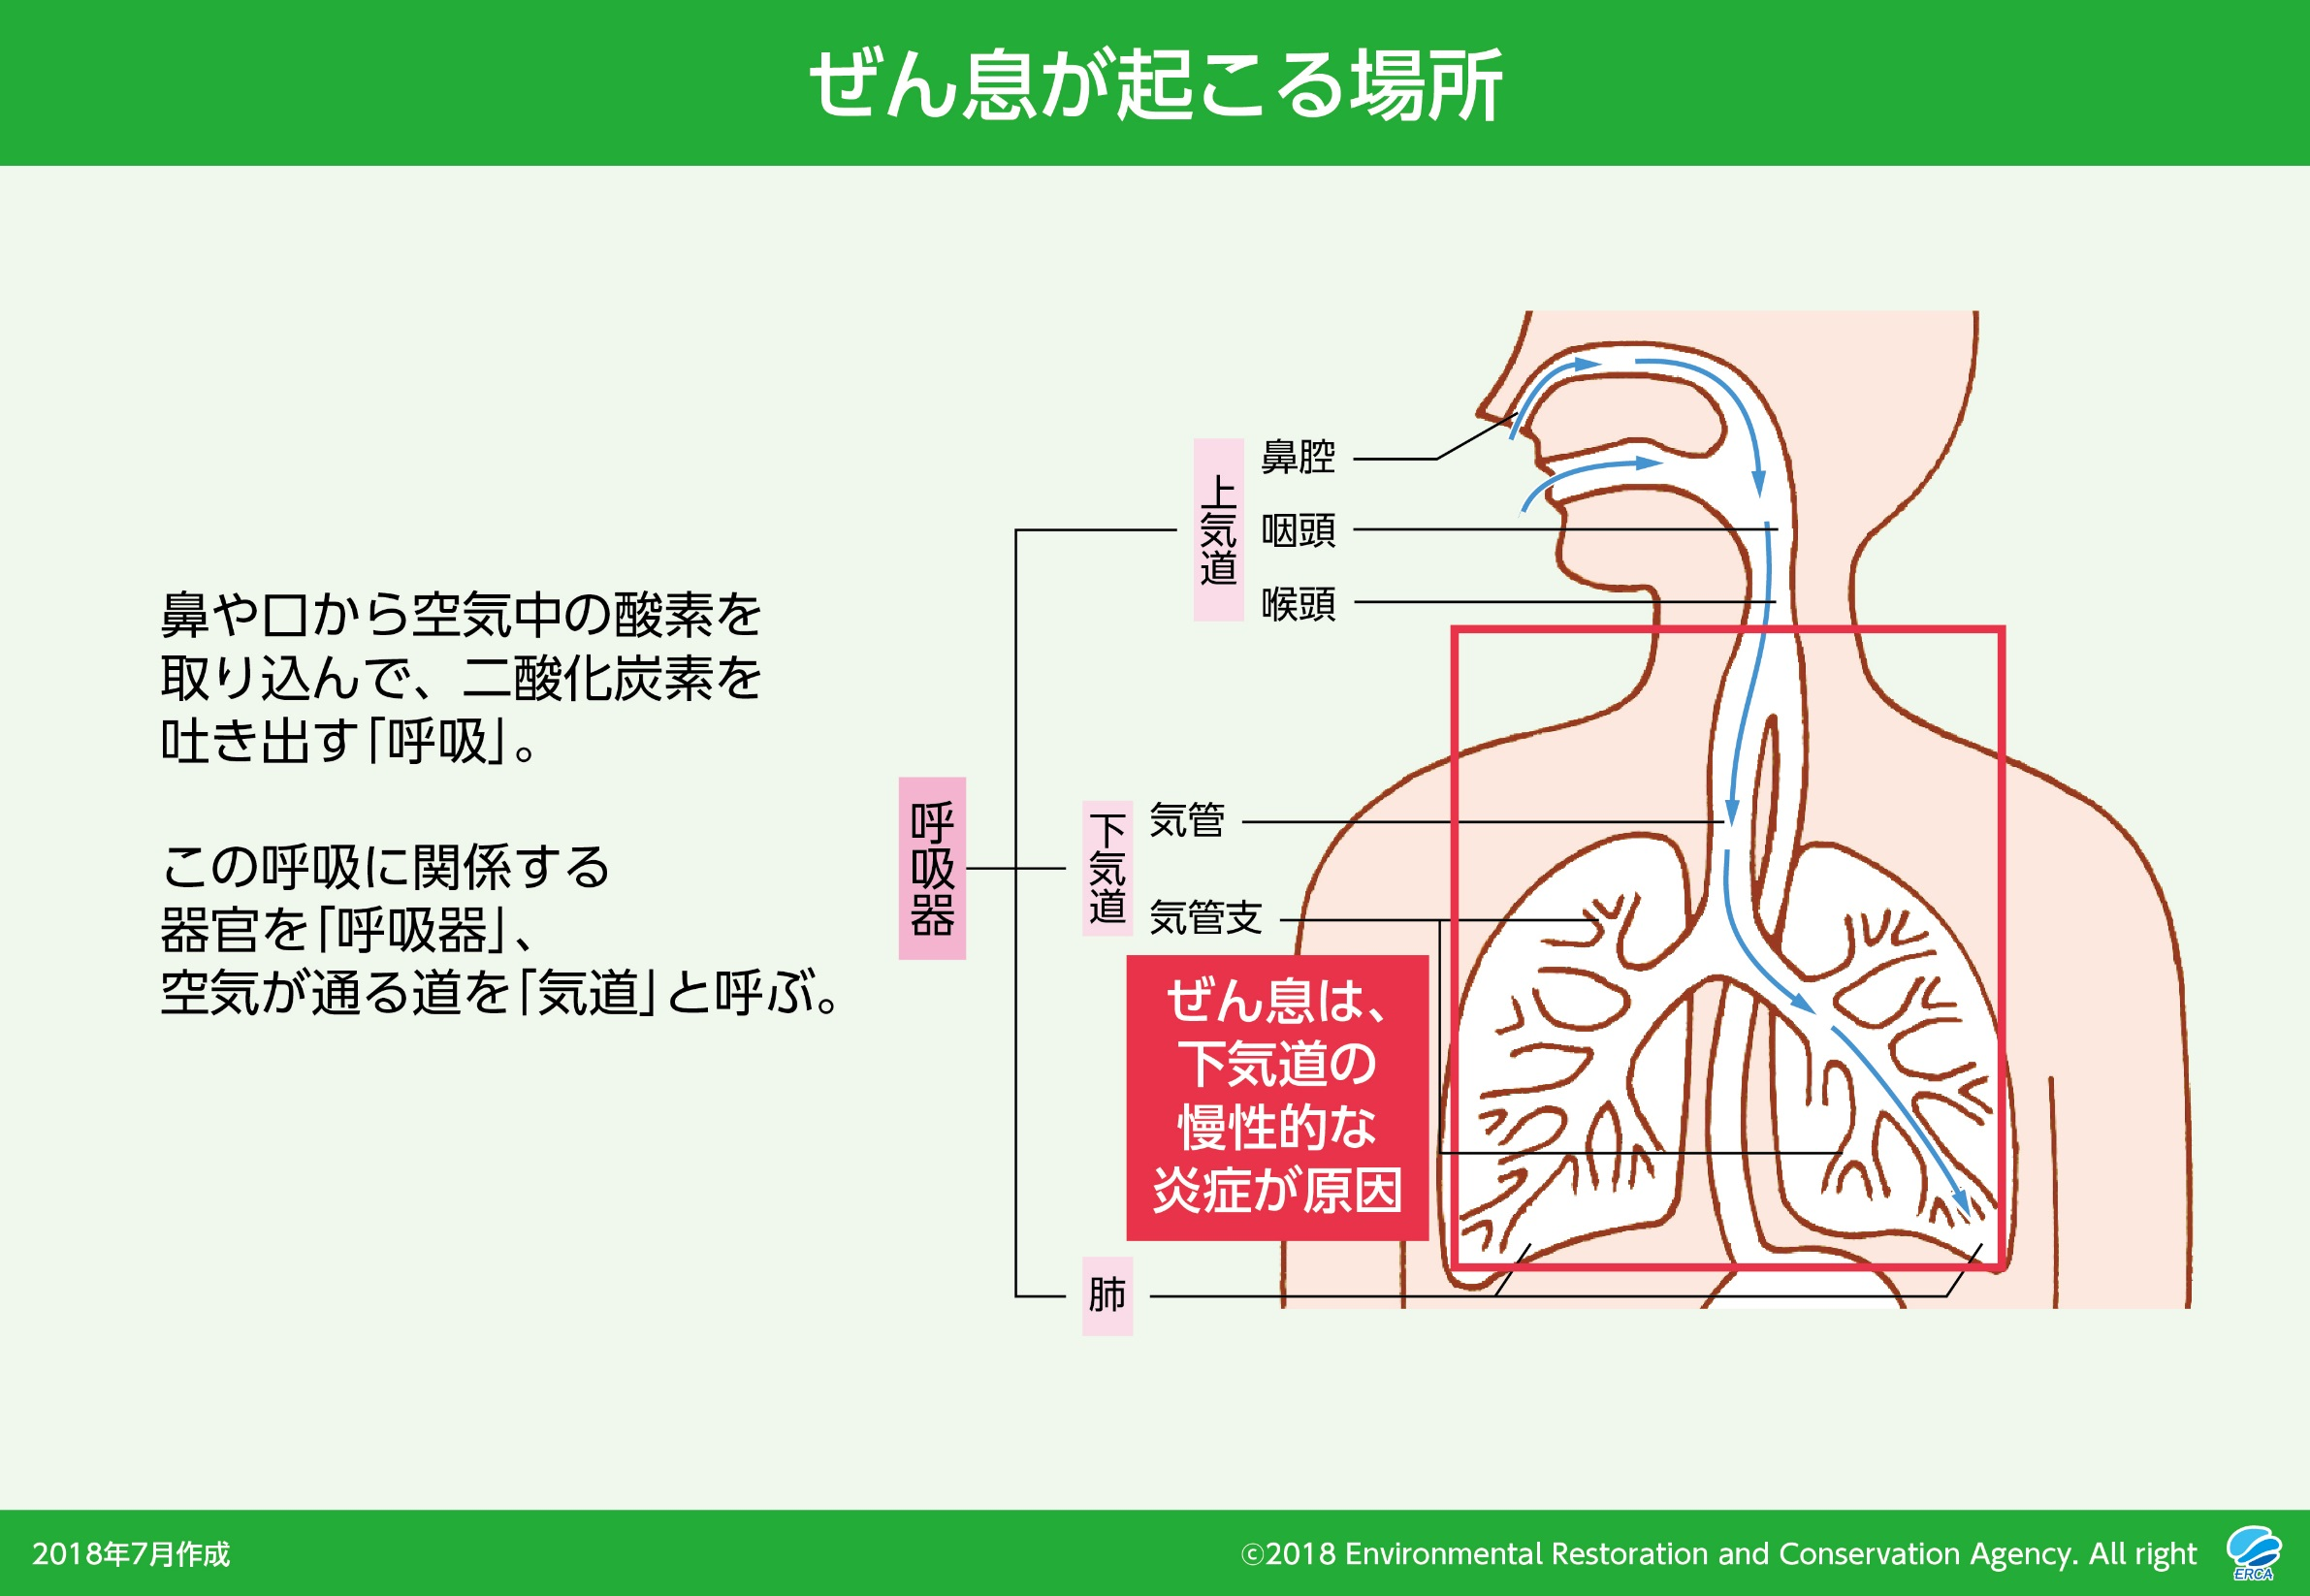 ぜん息が起こる場所
鼻や口から空気中の酸素を
取り込んで、二酸化炭素を
吐き出す「呼吸」。
この呼吸に関係する
器官を「呼吸器」、
空気が通る道を「気道」と呼ぶ。
呼吸器
上気道
鼻腔
咽頭
喉頭
下気道
気管
気管支
ぜん息は、
下気道の
慢性的な
炎症が原因
肺
2018年7月作成
©2018 Environmental Restoration and Conservation Agency. All right
ERCA